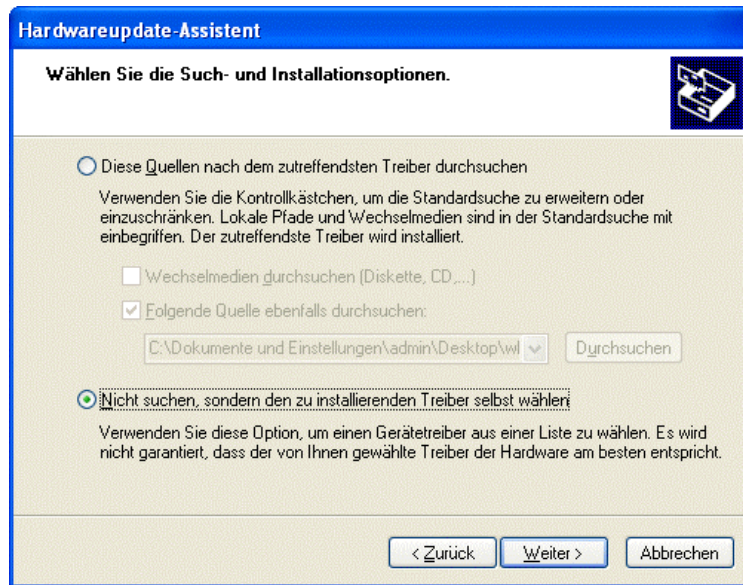 Hardwareupdate-Assistent
Wählen Sie die Such- und Installationsoptionen.
Diese Quellen nach dem zutreffendsten Treiber durchsuchen
Verwenden Sie die Kontrollkästchen, um die Standardsuche zu erweitern oder
einzuschränken. Lokale Pfade und Wechselmedien sind in der Standardsuche mit
einbegriffen. Der zutreffendste Treiber wird installiert.
Wechselmedien durchsuchen (Diskette, CD,...)
Folgende Quelle ebenfalls durchsuchen:
C:\Dokumente und Einstellungen\admin\Desktop\wl Durchsuchen
Nicht suchen, sondern den zu installierenden Treiber selbst wählen
Verwenden Sie diese Option, um einen Gerätetreiber aus einer Liste zu wählen. Es wird
nicht garantiert, dass der von Ihnen gewählte Treiber der Hardware am besten entspricht.
< Zurück Weiter > Abbrechen